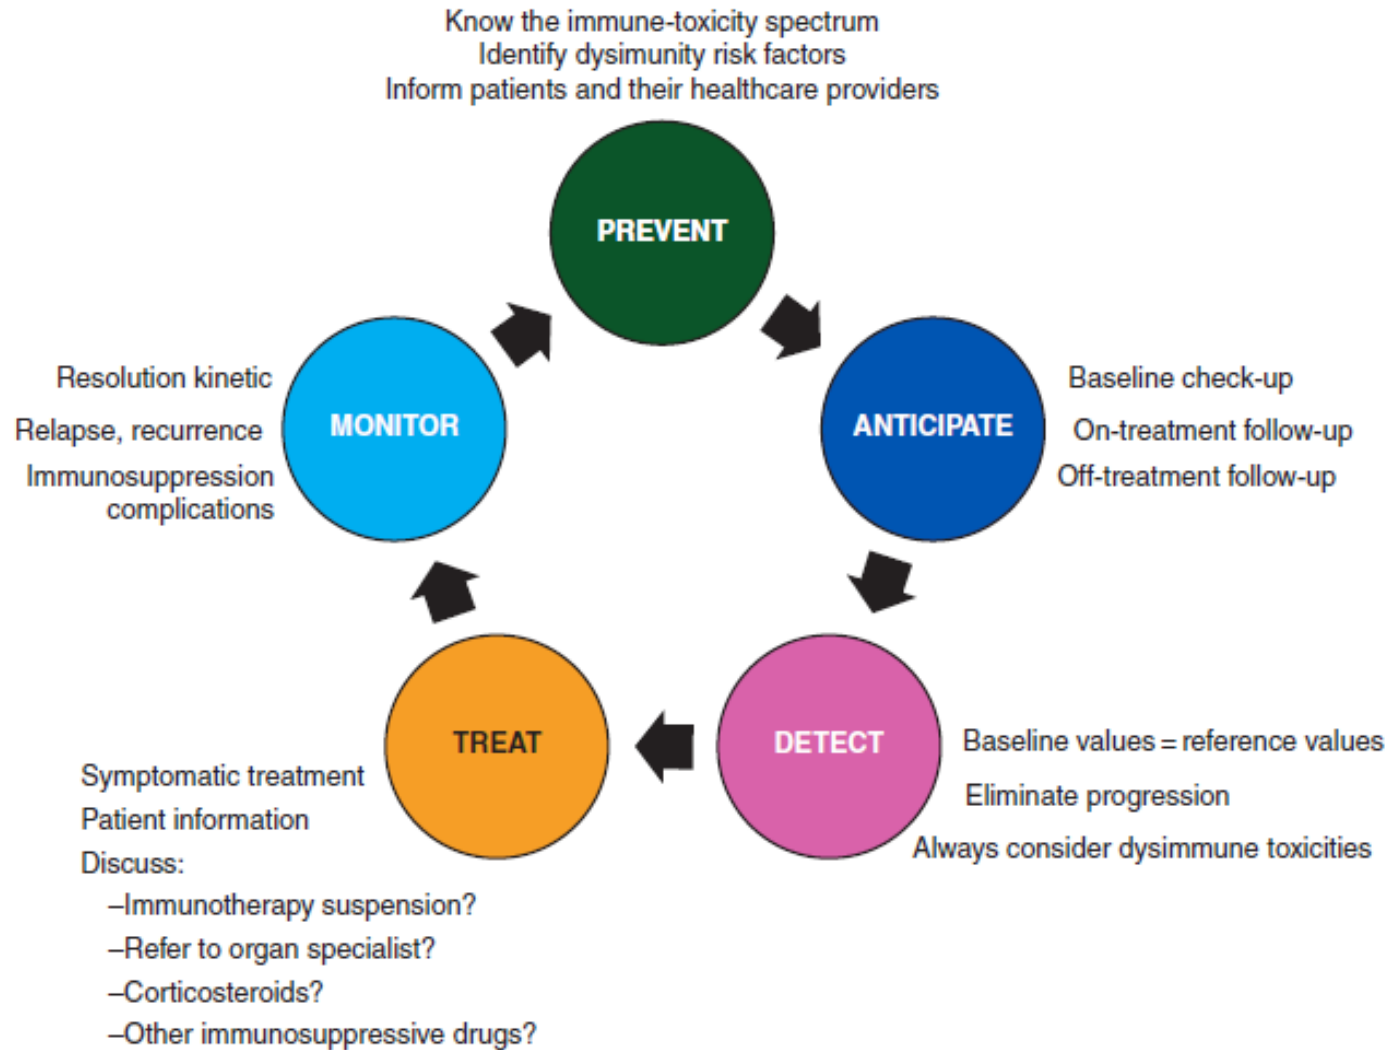 Know the immune-toxicity spectrum
Identify dysimunity risk factors
Inform patients and their healthcare providers
PREVENT
ANTICIPATE
Baseline check-up
On-treatment follow-up
Off-treatment follow-up
DETECT
Baseline values = reference values
Eliminate progression
Always consider dysimmune toxicities
TREAT
Symptomatic treatment
Patient information
Discuss:
–Immunotherapy suspension?
–Refer to organ specialist?
–Corticosteroids?
–Other immunosuppressive drugs?
MONITOR
Resolution kinetic
Relapse, recurrence
Immunosuppression
complications